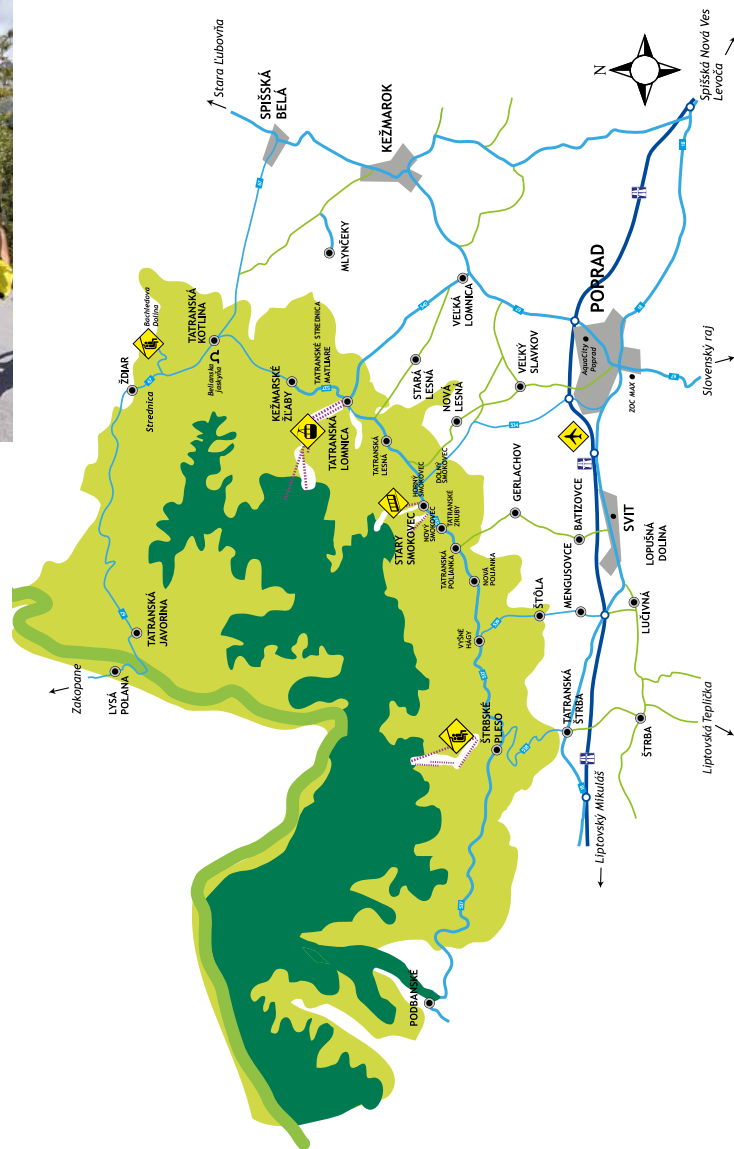 Zakopane
LYSÁ
POLANA
TATRANSKÁ
JAVORINA
ŽDIAR
Strednica
Bachledova
Dolina
TATRANSKÁ
KOTLINA
Belianska
jaskyňa
Stara Ľubovňa
SPIŠSKÁ
BELÁ
KEŽMAROK
MLYNČEKY
KEŽMARSKÉ
ŽĽABY
TATRANSKÉ STREDNICA
MATLIARE
TATRANSKÁ
LOMNICA
TATRANSKÁ
LESNÁ
STARÁ
LESNÁ
VEĽKÁ
LOMNICA
NOVÁ
LESNÁ
VEĽKÝ
SLAVKOV
STARÝ
SMOKOVEC
HORNÝ
SMOKOVEC
DOLNÝ
SMOKOVEC
NOVÝ
SMOKOVEC
TATRANSKÉ
ZRUBY
TATRANSKÁ
POLIANKA
NOVÁ
POLIANKA
VYŠNÉ
HÁGY
ŠTRBSKÉ
PLESO
PODBANSKÉ
537
GERLACHOV
BATIZOVCE
MENGUSOVCE
ŠTÔLA
TATRANSKÁ
ŠTRBA
ŠTRBA
LUČIVNÁ
SVIT
LOPUŠNÁ
DOLINA
534
POPRAD
AquaCity
Poprad
ZOC MAX
N
Spišská Nová Ves
Levoča
Slovenský raj
Liptovská Teplička
Liptovský Mikuláš